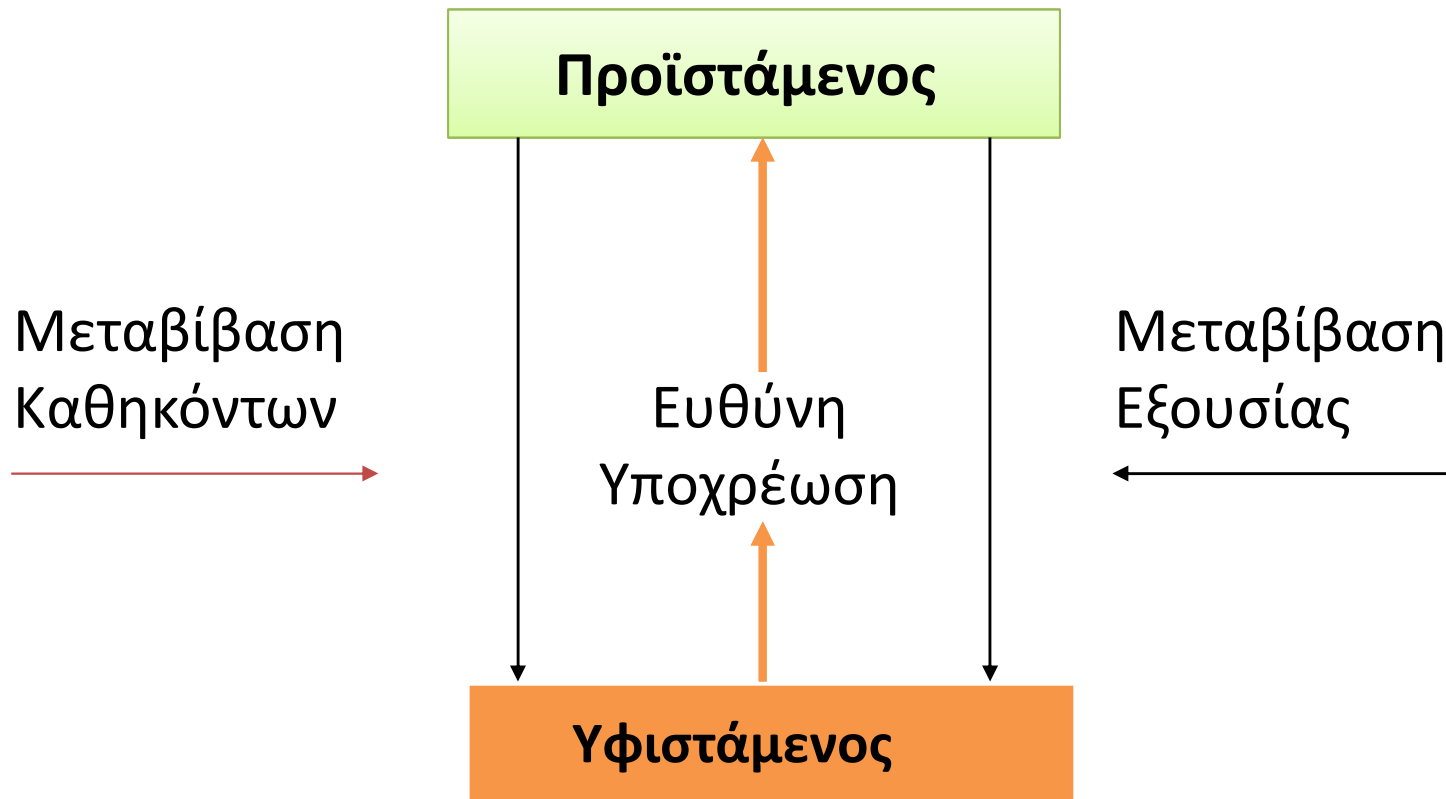 Προϊστάμενος
Μεταβίβαση
Καθηκόντων
Ευθύνη
Υποχρέωση
Μεταβίβαση
Εξουσίας
Υφιστάμενος